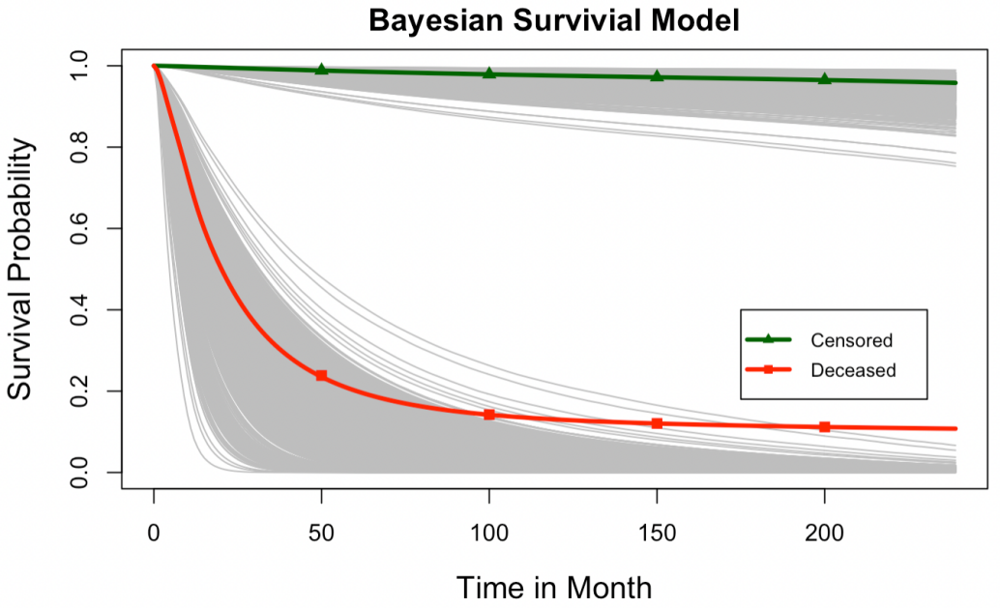 Bayesian Survivial Model
Survival Probability
1.0
0.8
0.6
0.4
0.2
0.0
Censored
Deceased
0 50 100 150 200
Time in Month